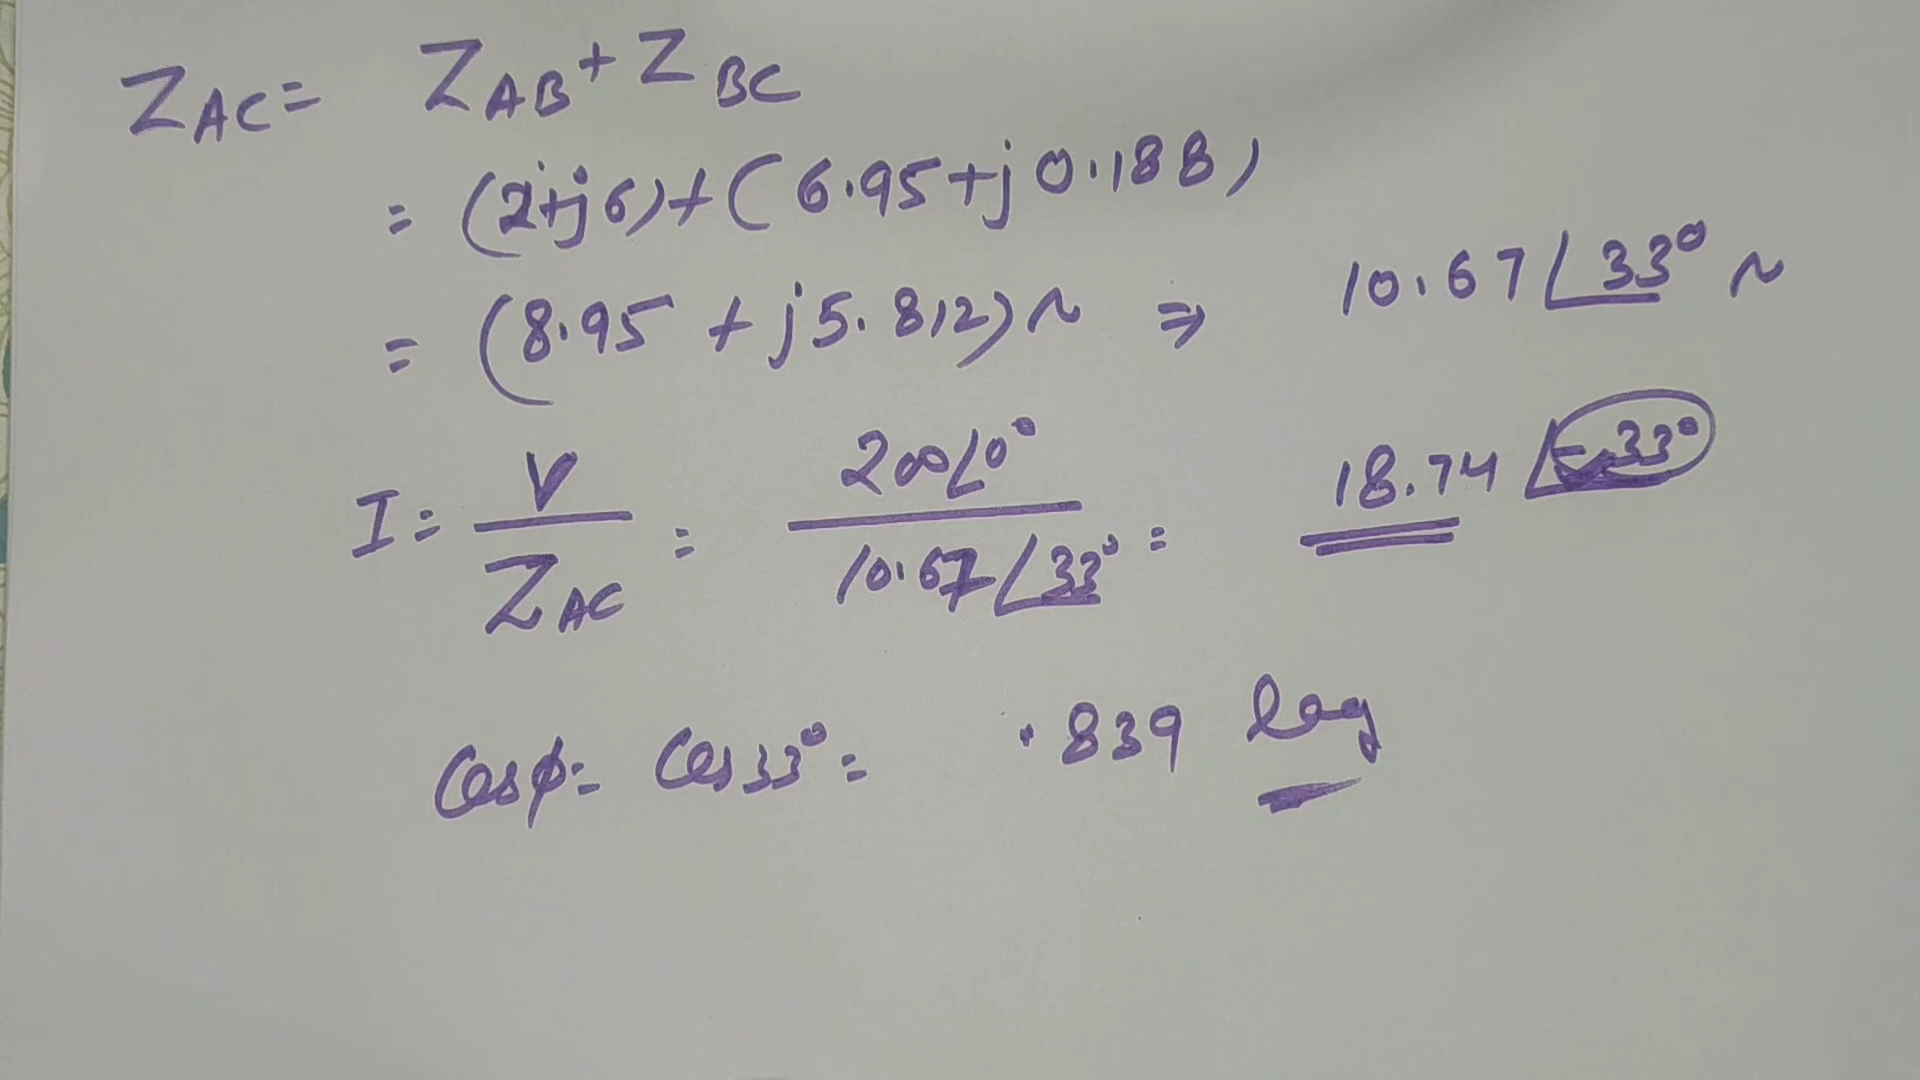 ZAC = ZAB + ZBC
= (2+j6)+(6.95+j0.188)
= (8.95 + j5.812)~ ⇒ 10.67∠33° ~
I = V/ZAC = 200∠0°/10.67∠33° = 18.74∠-33°
Cosφ = Cos33° = .839 lag